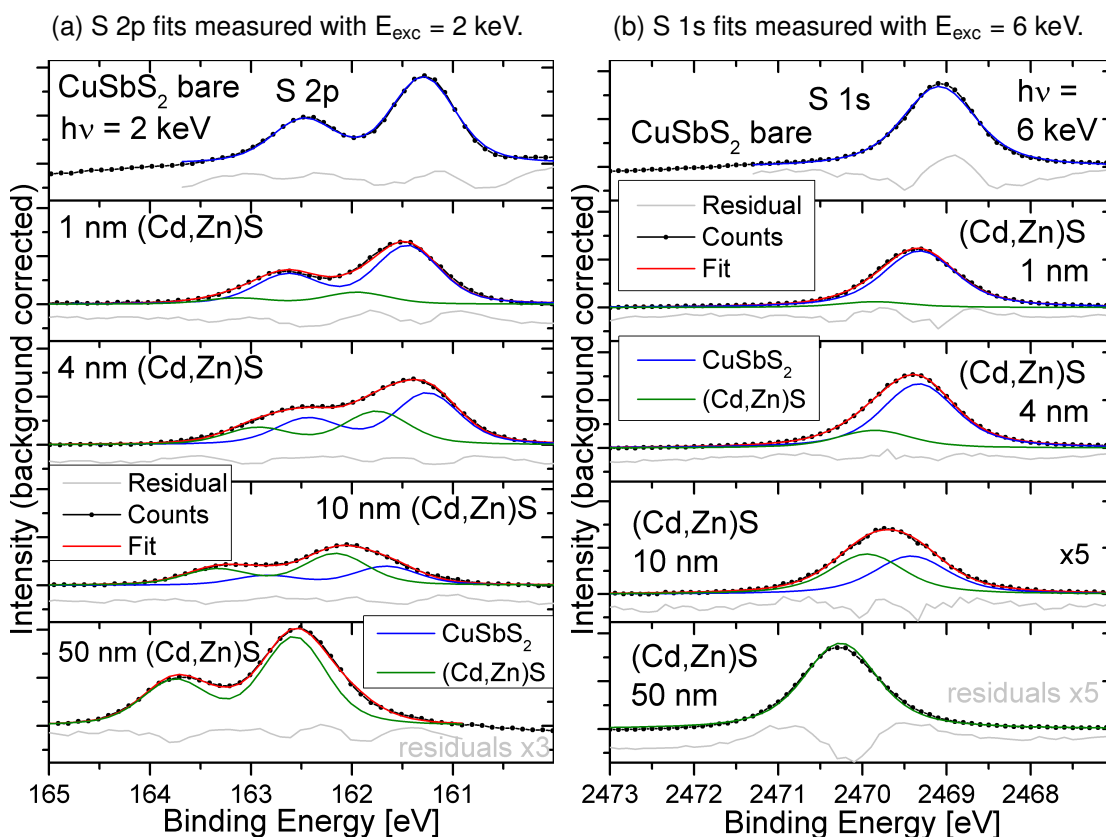 (a) S 2p fits measured with E_exc = 2 keV.
Intensity (background corrected)
CuSbS₂ bare
hν = 2 keV
S 2p
1 nm (Cd,Zn)S
4 nm (Cd,Zn)S
Residual
Counts
Fit
10 nm (Cd,Zn)S
50 nm (Cd,Zn)S
CuSbS₂
(Cd,Zn)S
residuals x3
165 164 163 162 161
Binding Energy [eV]
(b) S 1s fits measured with E_exc = 6 keV.
Intensity (background corrected)
S 1s
hν =
6 keV
CuSbS₂ bare
Residual
Counts
Fit
(Cd,Zn)S
1 nm
CuSbS₂
(Cd,Zn)S
(Cd,Zn)S
4 nm
(Cd,Zn)S
10 nm
x5
(Cd,Zn)S
50 nm
residuals x5
2473 2472 2471 2470 2469 2468
Binding Energy [eV]